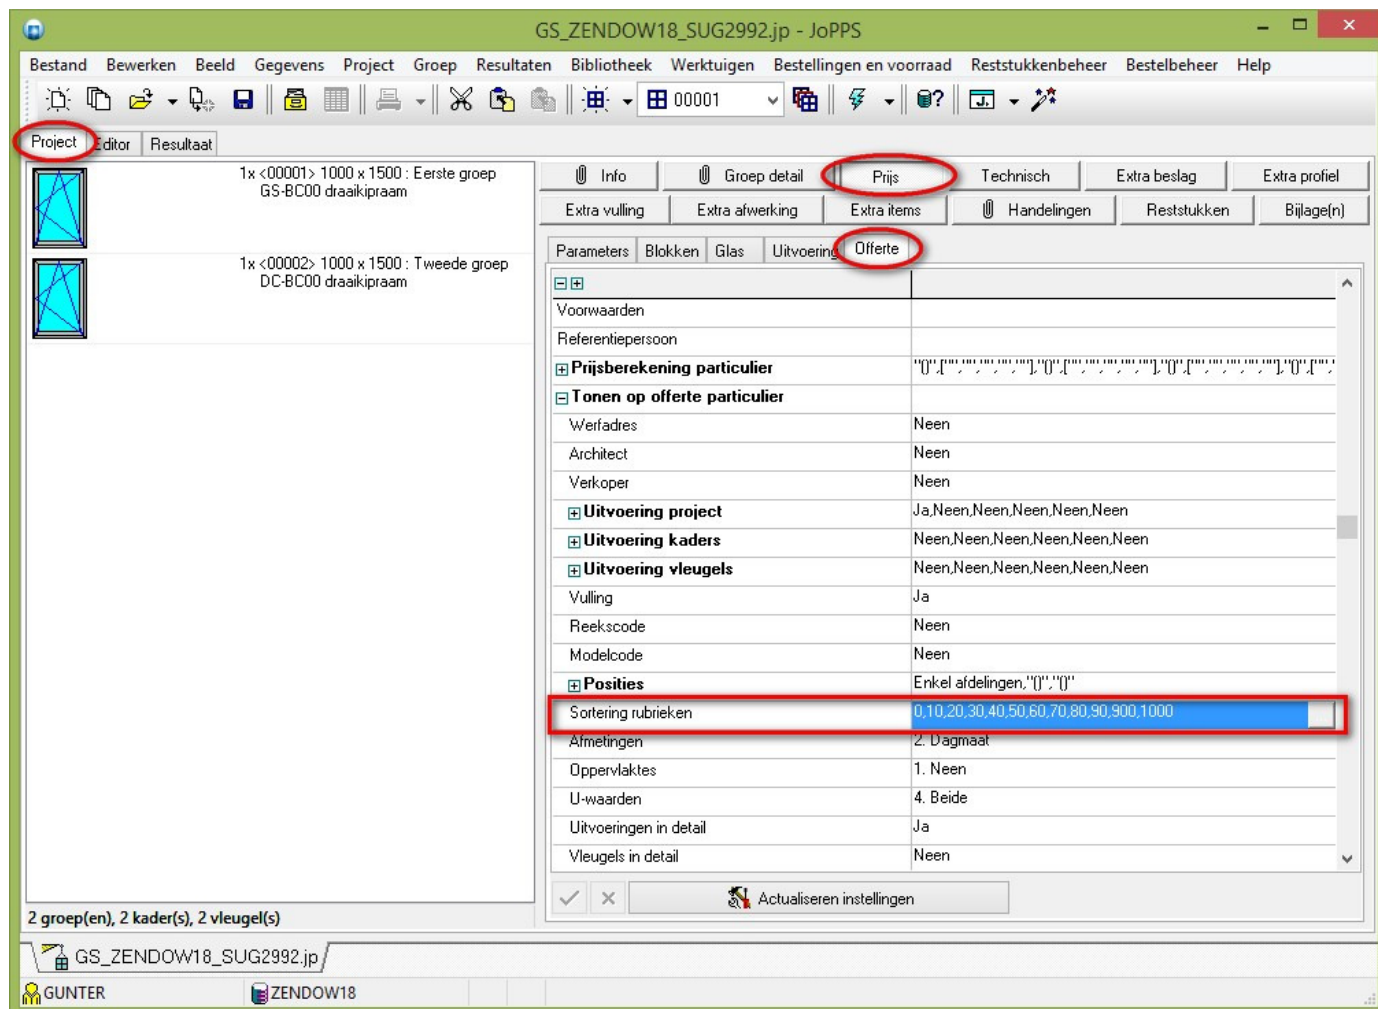 GS_ZENDOW18_SUG2992.jp - JoPPS
Bestand Bewerken Beeld Gegevens Project Groep Resultaten Bibliotheek Werktuigen Bestellingen en voorraad Reststukkenbeheer Bestelbeheer Help
00001
Project Editor Resultaat
1x <00001> 1000 x 1500 : Eerste groep
GS-BC00 draaikipraam
1x <00002> 1000 x 1500 : Tweede groep
DC-BC00 draaikipraam
Info Groep detail Prijs Technisch Extra beslag Extra profiel
Extra vulling Extra afwerking Extra items Handelingen Reststukken Bijlage(n)
Parameters Blokken Glas Uitvoering Offerte
Voorwaarden
Referentiepersoon
Prijsberekening particulier "()",["","","","",""],"()",["","","","",""],"()",["","","","",""],"()",["",'
Tonen op offerte particulier
Werfadres Neen
Architect Neen
Verkoper Neen
Uitvoering project Ja,Neen,Neen,Neen,Neen,Neen
Uitvoering kaders Neen,Neen,Neen,Neen,Neen,Neen
Uitvoering vleugels Neen,Neen,Neen,Neen,Neen,Neen
Vulling Ja
Reekscode Neen
Modelcode Neen
Posities Enkel afdelingen,"()","()"
Sortering rubrieken 0,10,20,30,40,50,60,70,80,90,900,1000
Afmetingen 2. Dagmaat
Oppervlaktes 1. Neen
U-waarden 4. Beide
Uitvoeringen in detail Ja
Vleugels in detail Neen
Actualiseren instellingen
2 groep(en), 2 kader(s), 2 vleugel(s)
GS_ZENDOW18_SUG2992.jp
GUNTER ZENDOW18